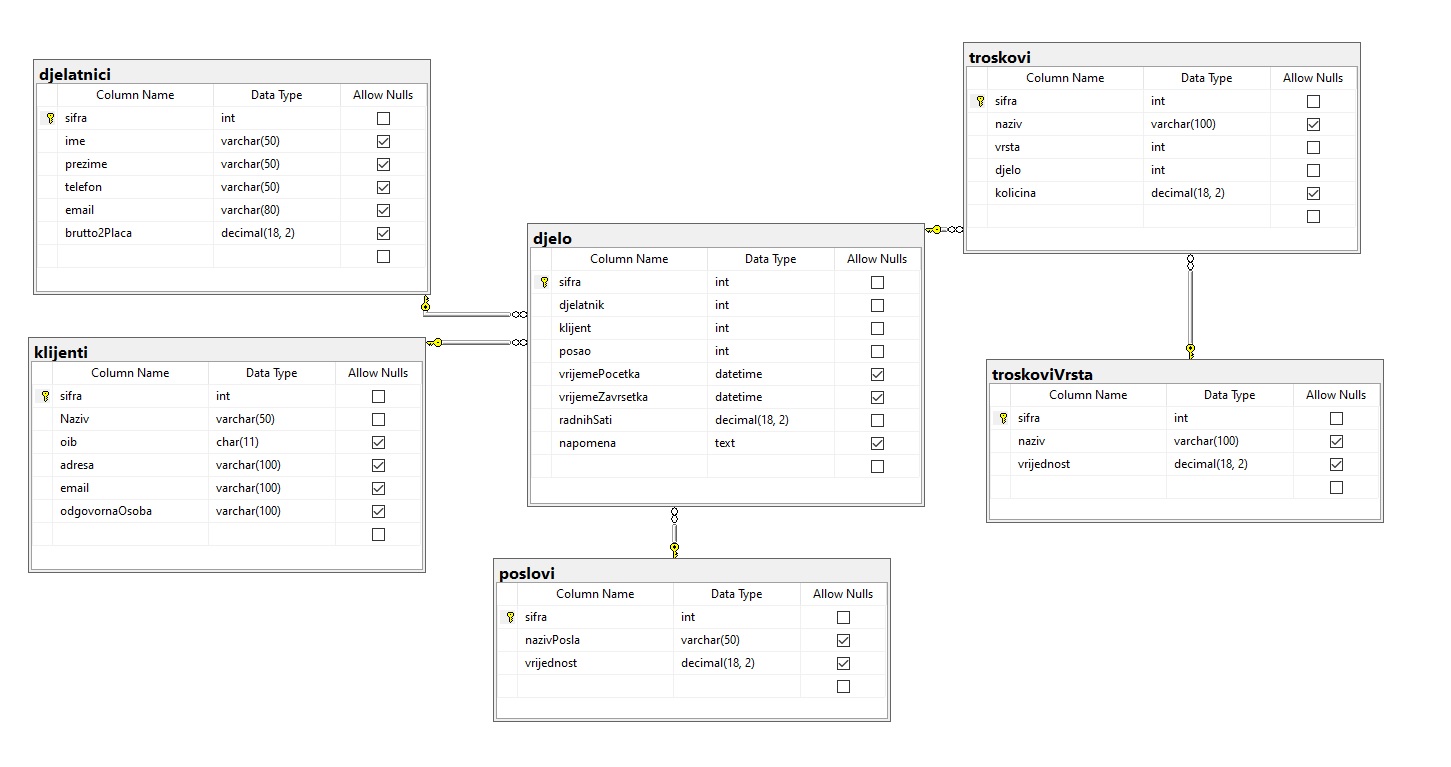 djelatnici
Column Name Data Type Allow Nulls
sifra int
ime varchar(50)
prezime varchar(50)
telefon varchar(50)
email varchar(80)
brutto2Placa decimal(18, 2)
klijenti
Column Name Data Type Allow Nulls
sifra int
Naziv varchar(50)
oib char(11)
adresa varchar(100)
email varchar(100)
odgovornaOsoba varchar(100)
djelo
Column Name Data Type Allow Nulls
sifra int
djelatnik int
klijent int
posao int
vrijemePocetka datetime
vrijemeZavrsetka datetime
radnihSati decimal(18, 2)
napomena text
poslovi
Column Name Data Type Allow Nulls
sifra int
nazivPosla varchar(50)
vrijednost decimal(18, 2)
troskovi
Column Name Data Type Allow Nulls
sifra int
naziv varchar(100)
vrsta int
djelo int
kolicina decimal(18, 2)
troskoviVrsta
Column Name Data Type Allow Nulls
sifra int
naziv varchar(100)
vrijednost decimal(18, 2)